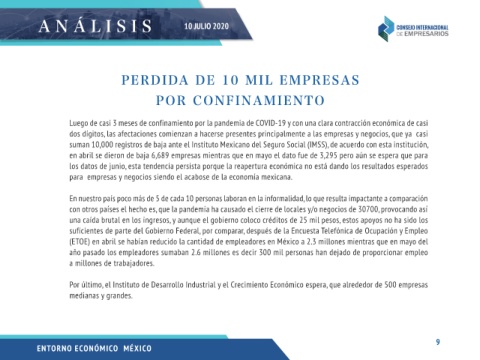 ANÁLISIS
10 JULIO 2020
CONSEJO INTERNACIONAL
DE EMPRESARIOS
PERDIDA DE 10 MIL EMPRESAS
POR CONFINAMIENTO
Luego de casi 3 meses de confinamiento por la pandemia de COVID-19 y con una clara contracción económica de casi
dos dígitos, las afectaciones comienzan a hacerse presentes principalmente a las empresas y negocios, que ya casi
suman 10,000 registros de baja ante el Instituto Mexicano del Seguro Social (IMSS), de acuerdo con esta institución,
en abril se dieron de baja 6,689 empresas mientras que en mayo el dato fue de 3,295 pero aún se espera que para
los datos de junio, esta tendencia persista porque la reapertura económica no está dando los resultados esperados
para empresas y negocios siendo el acabose de la economía mexicana.
En nuestro país poco más de 5 de cada 10 personas laboran en la informalidad, lo que resulta impactante a comparación
con otros países el hecho es, que la pandemia ha causado el cierre de locales y/o negocios de 30700, provocando así
una caída brutal en los ingresos, y aunque el gobierno coloco créditos de 25 mil pesos, estos apoyos no ha sido los
suficientes de parte del Gobierno Federal, por comparar, después de la Encuesta Telefónica de Ocupación y Empleo
(ETOE) en abril se habían reducido la cantidad de empleadores en México a 2.3 millones mientras que en mayo del
año pasado los empleadores sumaban 2.6 millones es decir 300 mil personas han dejado de proporcionar empleo
a millones de trabajadores.
Por último, el Instituto de Desarrollo Industrial y el Crecimiento Económico espera, que alrededor de 500 empresas
medianas y grandes.
ENTORNO ECONÓMICO MÉXICO
9